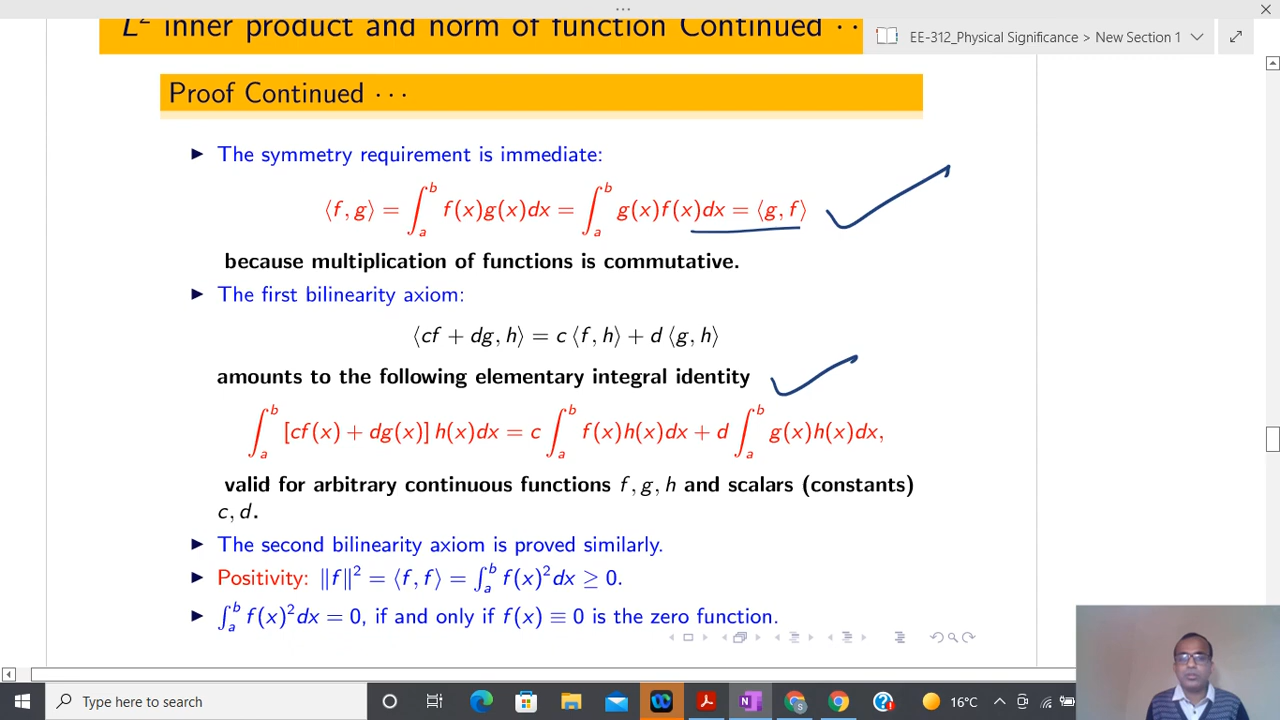 L² inner product and norm of function Continued ··
EE-312_Physical Significance > New Section 1
Proof Continued ···
▶ The symmetry requirement is immediate:
⟨f, g⟩ = ∫_a^b f(x)g(x)dx = ∫_a^b g(x)f(x)dx = ⟨g, f⟩
because multiplication of functions is commutative.
▶ The first bilinearity axiom:
⟨cf + dg, h⟩ = c ⟨f, h⟩ + d ⟨g, h⟩
amounts to the following elementary integral identity
∫_a^b [cf(x) + dg(x)] h(x)dx = c ∫_a^b f(x)h(x)dx + d ∫_a^b g(x)h(x)dx,
valid for arbitrary continuous functions f, g, h and scalars (constants)
c, d.
▶ The second bilinearity axiom is proved similarly.
▶ Positivity: ‖f‖² = ⟨f, f⟩ = ∫_a^b f(x)²dx ≥ 0.
▶ ∫_a^b f(x)²dx = 0, if and only if f(x) ≡ 0 is the zero function.
Type here to search
16°C